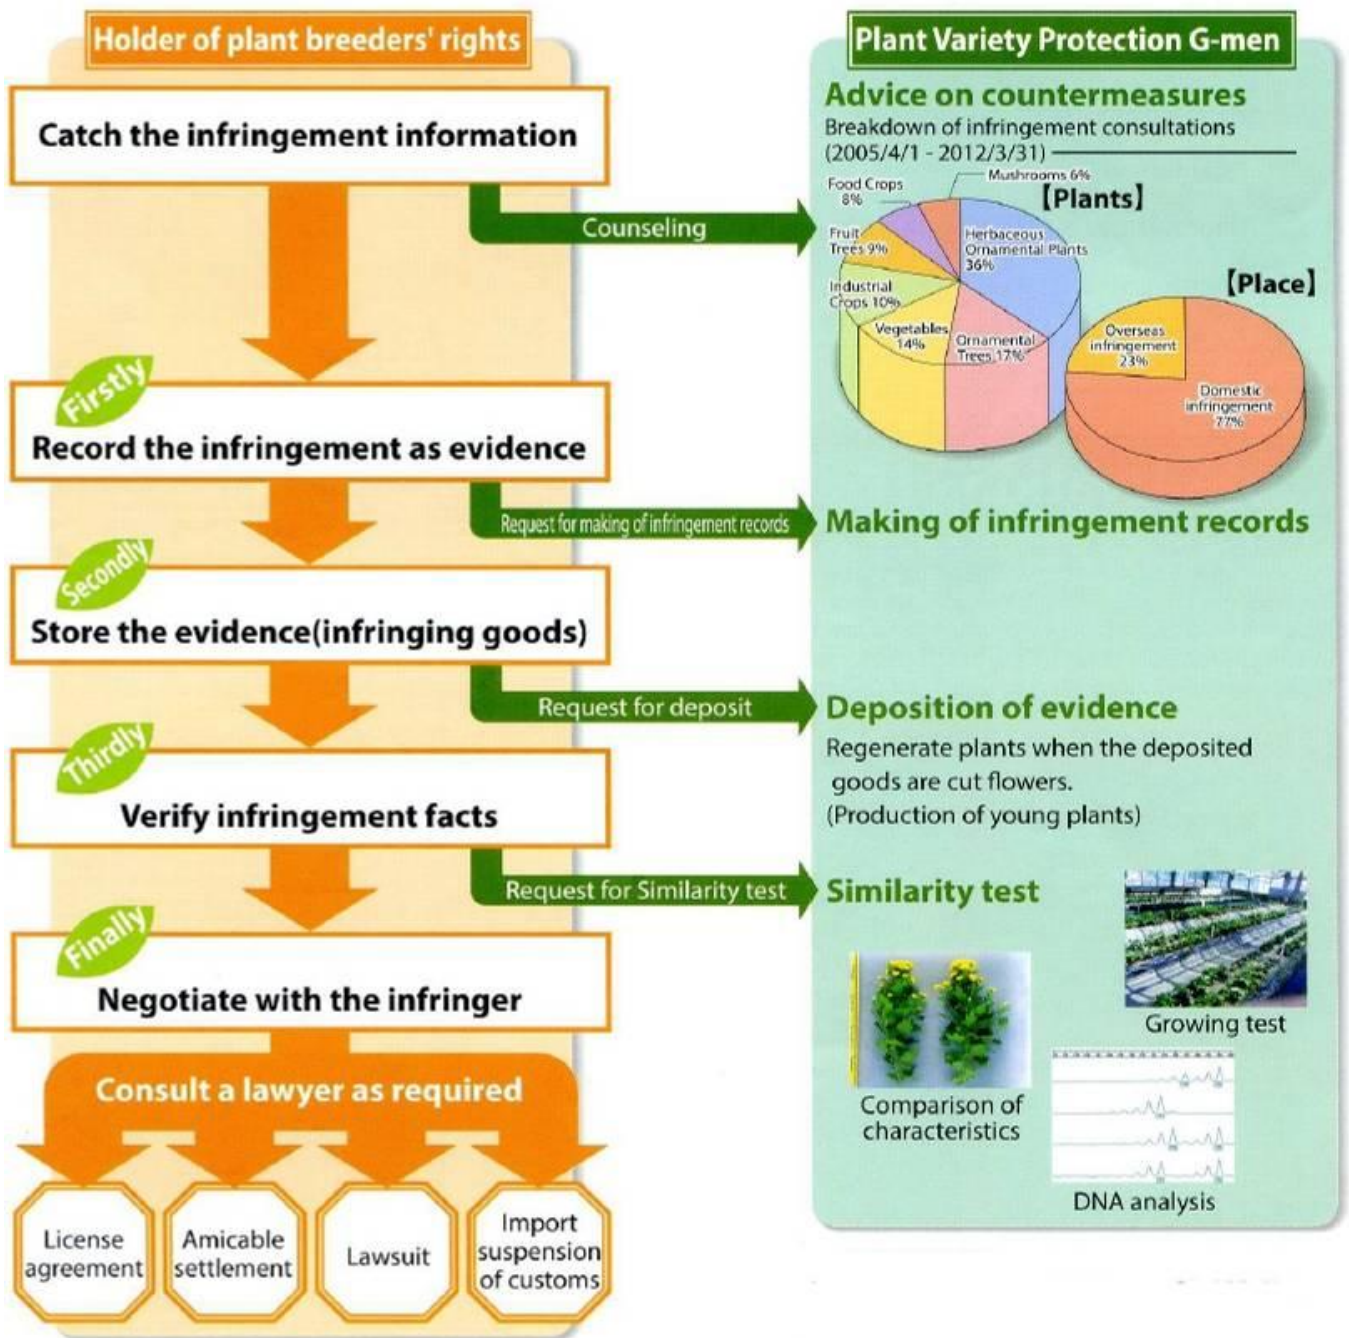 Holder of plant breeders' rights
Catch the infringement information
Counseling
Firstly
Record the infringement as evidence
Request for making of infringement records
Secondly
Store the evidence(infringing goods)
Request for deposit
Thirdly
Verify infringement facts
Request for Similarity test
Finally
Negotiate with the infringer
Consult a lawyer as required
License
agreement
Amicable
settlement
Lawsuit
Import
suspension
of customs
Plant Variety Protection G-men
Advice on countermeasures
Breakdown of infringement consultations
(2005/4/1 - 2012/3/31)
【Plants】
Mushrooms 6%
Food Crops
8%
Fruit
Trees 9%
Industrial
Crops 10%
Vegetables
14%
Ornamental
Trees 17%
Herbaceous
Ornamental Plants
36%
【Place】
Overseas
infringement
23%
Domestic
infringement
77%
Making of infringement records
Deposition of evidence
Regenerate plants when the deposited
goods are cut flowers.
(Production of young plants)
Similarity test
Growing test
Comparison of
characteristics
DNA analysis